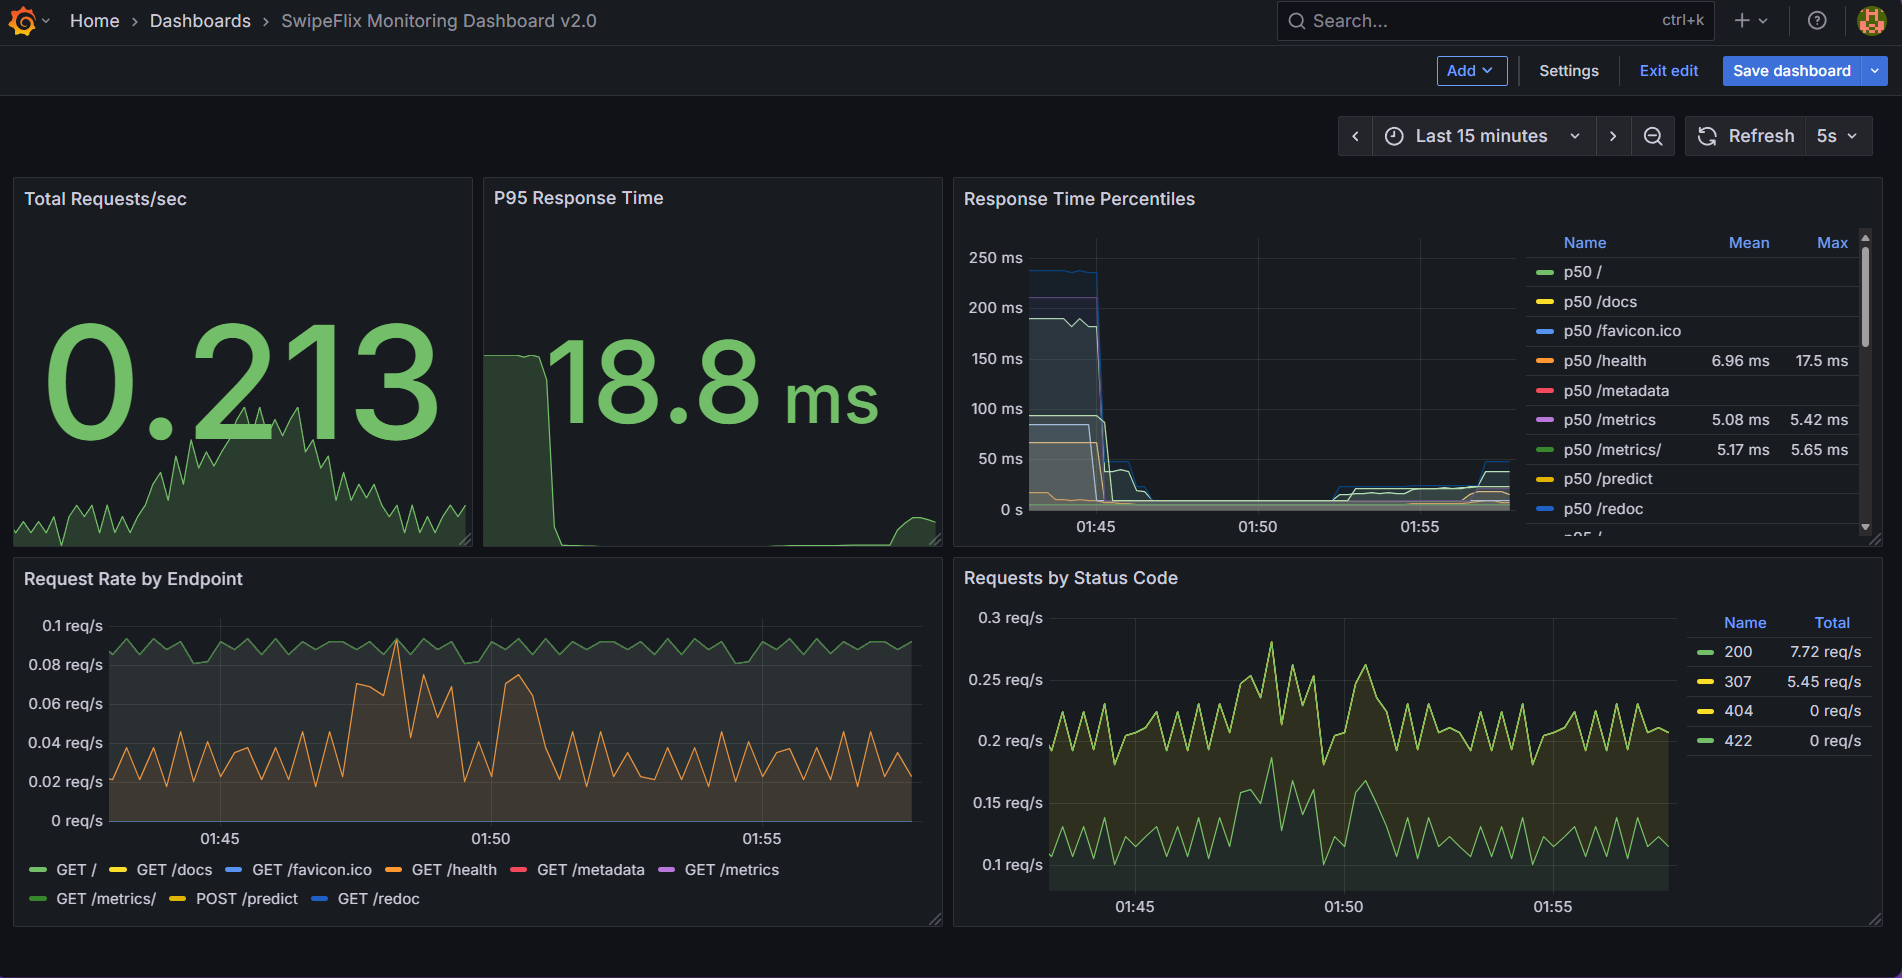 Home › Dashboards › SwipeFlix Monitoring Dashboard v2.0
Search...
ctrl+k
Add
Settings
Exit edit
Save dashboard
Last 15 minutes
Refresh
5s
Total Requests/sec
0.213
P95 Response Time
18.8 ms
Response Time Percentiles
250 ms
200 ms
150 ms
100 ms
50 ms
0 s
01:45 01:50 01:55
Name Mean Max
p50 /
p50 /docs
p50 /favicon.ico
p50 /health 6.96 ms 17.5 ms
p50 /metadata
p50 /metrics 5.08 ms 5.42 ms
p50 /metrics/ 5.17 ms 5.65 ms
p50 /predict
p50 /redoc
Request Rate by Endpoint
0.1 req/s
0.08 req/s
0.06 req/s
0.04 req/s
0.02 req/s
0 req/s
01:45 01:50 01:55
GET / GET /docs GET /favicon.ico GET /health GET /metadata GET /metrics
GET /metrics/ POST /predict GET /redoc
Requests by Status Code
0.3 req/s
0.25 req/s
0.2 req/s
0.15 req/s
0.1 req/s
01:45 01:50 01:55
Name Total
200 7.72 req/s
307 5.45 req/s
404 0 req/s
422 0 req/s